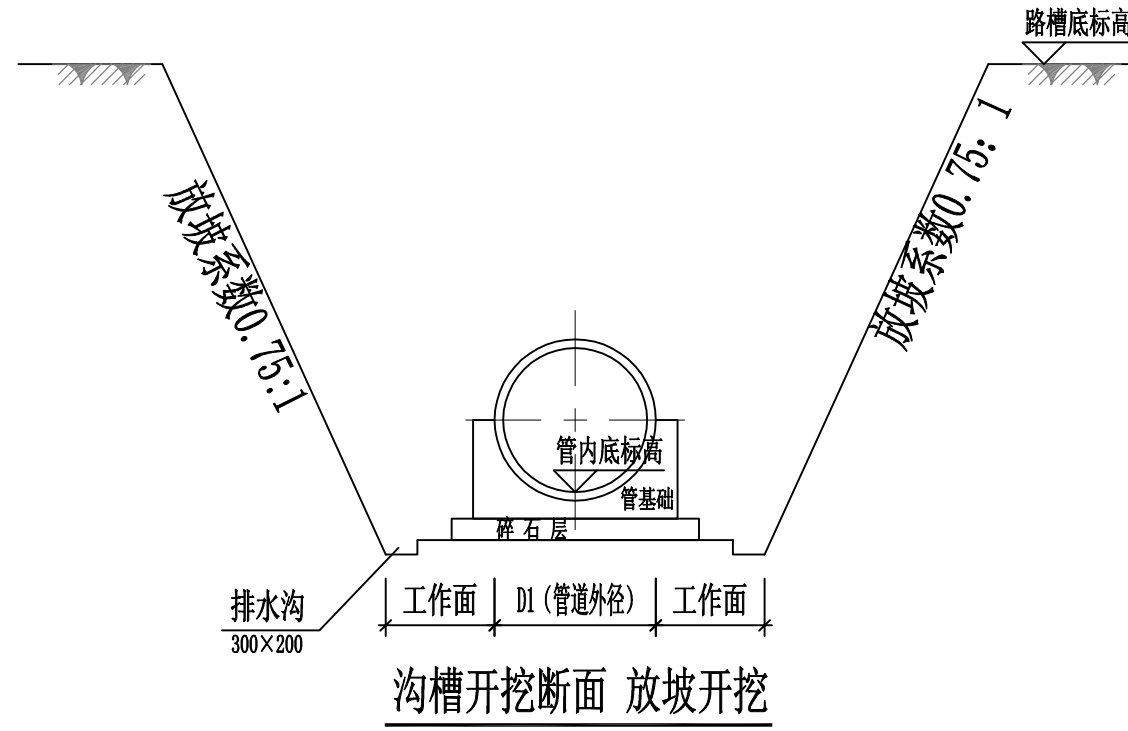 路槽底标高
放坡系数0.75:1
放坡系数0.75: 1
管内底标高
管基础
碎 石 层
工作面
D1(管道外径)
工作面
排水沟
300×200
沟槽开挖断面 放坡开挖